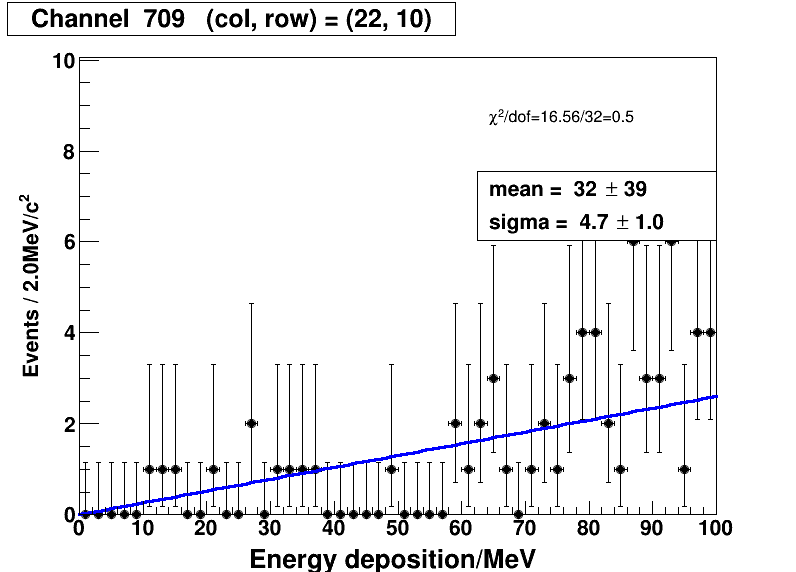 Channel 709 (col, row) = (22, 10)
χ²/dof=16.56/32=0.5
mean = 32 ± 39
sigma = 4.7 ± 1.0
Events / 2.0MeV/c²
10
8
6
4
2
0
0 10 20 30 40 50 60 70 80 90 100
Energy deposition/MeV